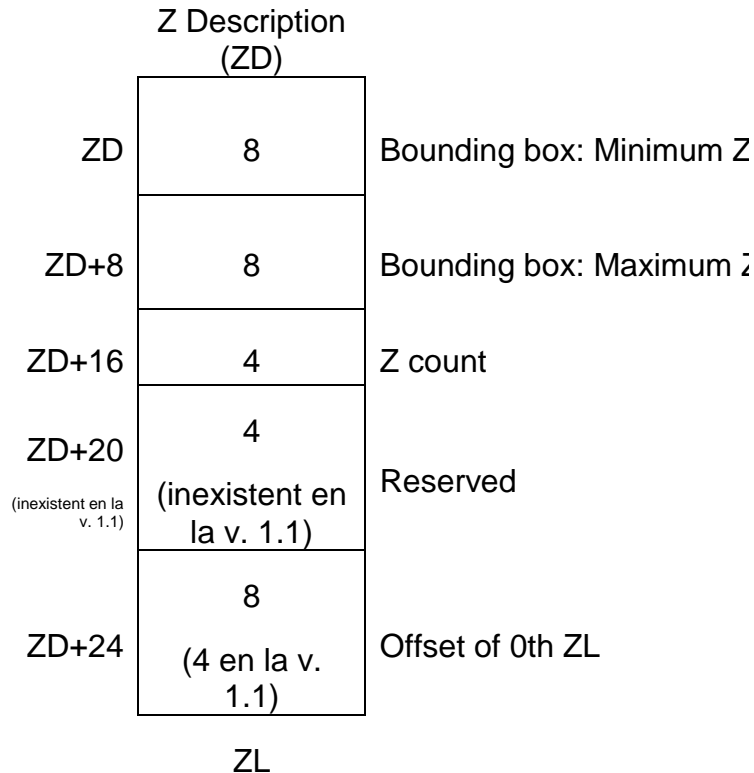 Z Description
(ZD)
ZD
8
Bounding box: Minimum Z
ZD+8
8
Bounding box: Maximum Z
ZD+16
4
Z count
ZD+20
(inexistent en la
v. 1.1)
4
(inexistent en
la v. 1.1)
Reserved
ZD+24
8
(4 en la v.
1.1)
Offset of 0th ZL
ZL